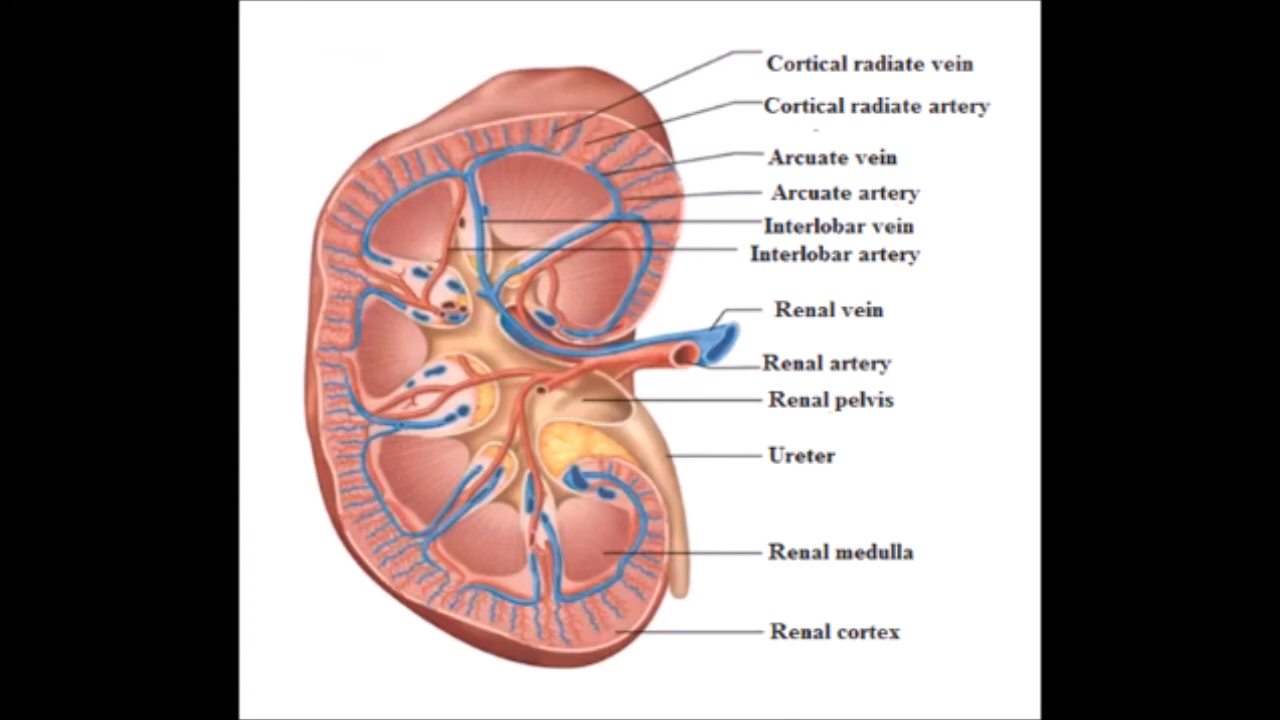 Cortical radiate vein
Cortical radiate artery
Arcuate vein
Arcuate artery
Interlobar vein
Interlobar artery
Renal vein
Renal artery
Renal pelvis
Ureter
Renal medulla
Renal cortex